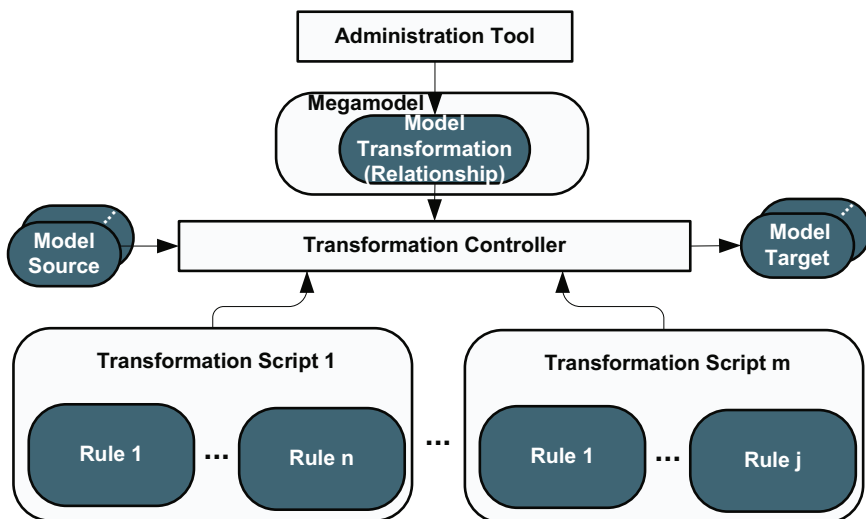 Administration Tool
Megamodel
Model
Transformation
(Relationship)
Model
Source
Transformation Controller
Model
Target
Transformation Script 1
Transformation Script m
Rule 1
...
Rule n
...
Rule 1
...
Rule j